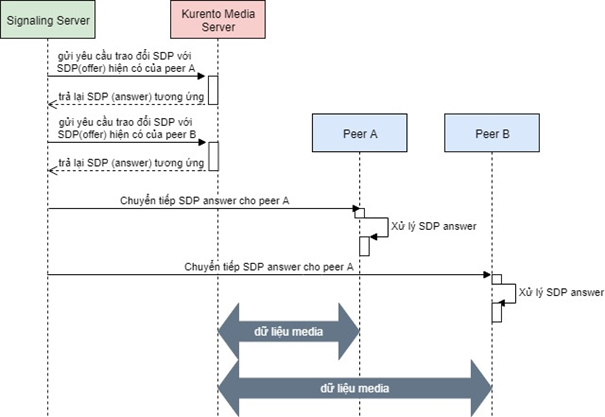 Signaling Server
Kurento Media
Server
gửi yêu cầu trao đổi SDP với
SDP(offer) hiện có của peer A
trả lại SDP (answer) tương ứng
gửi yêu cầu trao đổi SDP với
SDP(offer) hiện có của peer B
Peer A
Peer B
trả lại SDP (answer) tương ứng
Chuyển tiếp SDP answer cho peer A
Xử lý SDP answer
Chuyển tiếp SDP answer cho peer A
Xử lý SDP answer
dữ liệu media
dữ liệu media